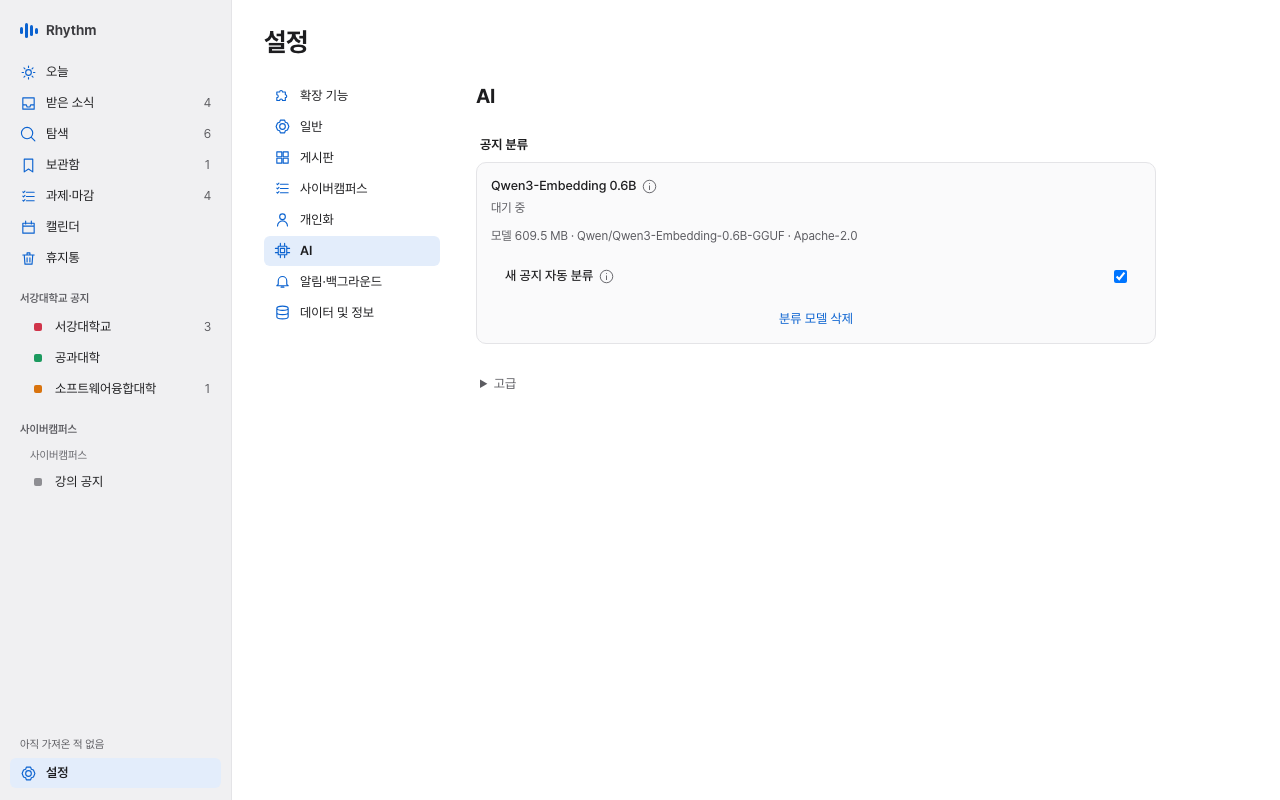 Rhythm
오늘
받은 소식 4
탐색 6
보관함 1
과제·마감 4
캘린더
휴지통
서강대학교 공지
서강대학교 3
공과대학
소프트웨어융합대학 1
사이버캠퍼스
사이버캠퍼스
강의 공지
아직 가져온 적 없음
설정
설정
확장 기능
일반
게시판
사이버캠퍼스
개인화
AI
알림·백그라운드
데이터 및 정보
AI
공지 분류
Qwen3-Embedding 0.6B
대기 중
모델 609.5 MB · Qwen/Qwen3-Embedding-0.6B-GGUF · Apache-2.0
새 공지 자동 분류
분류 모델 삭제
고급